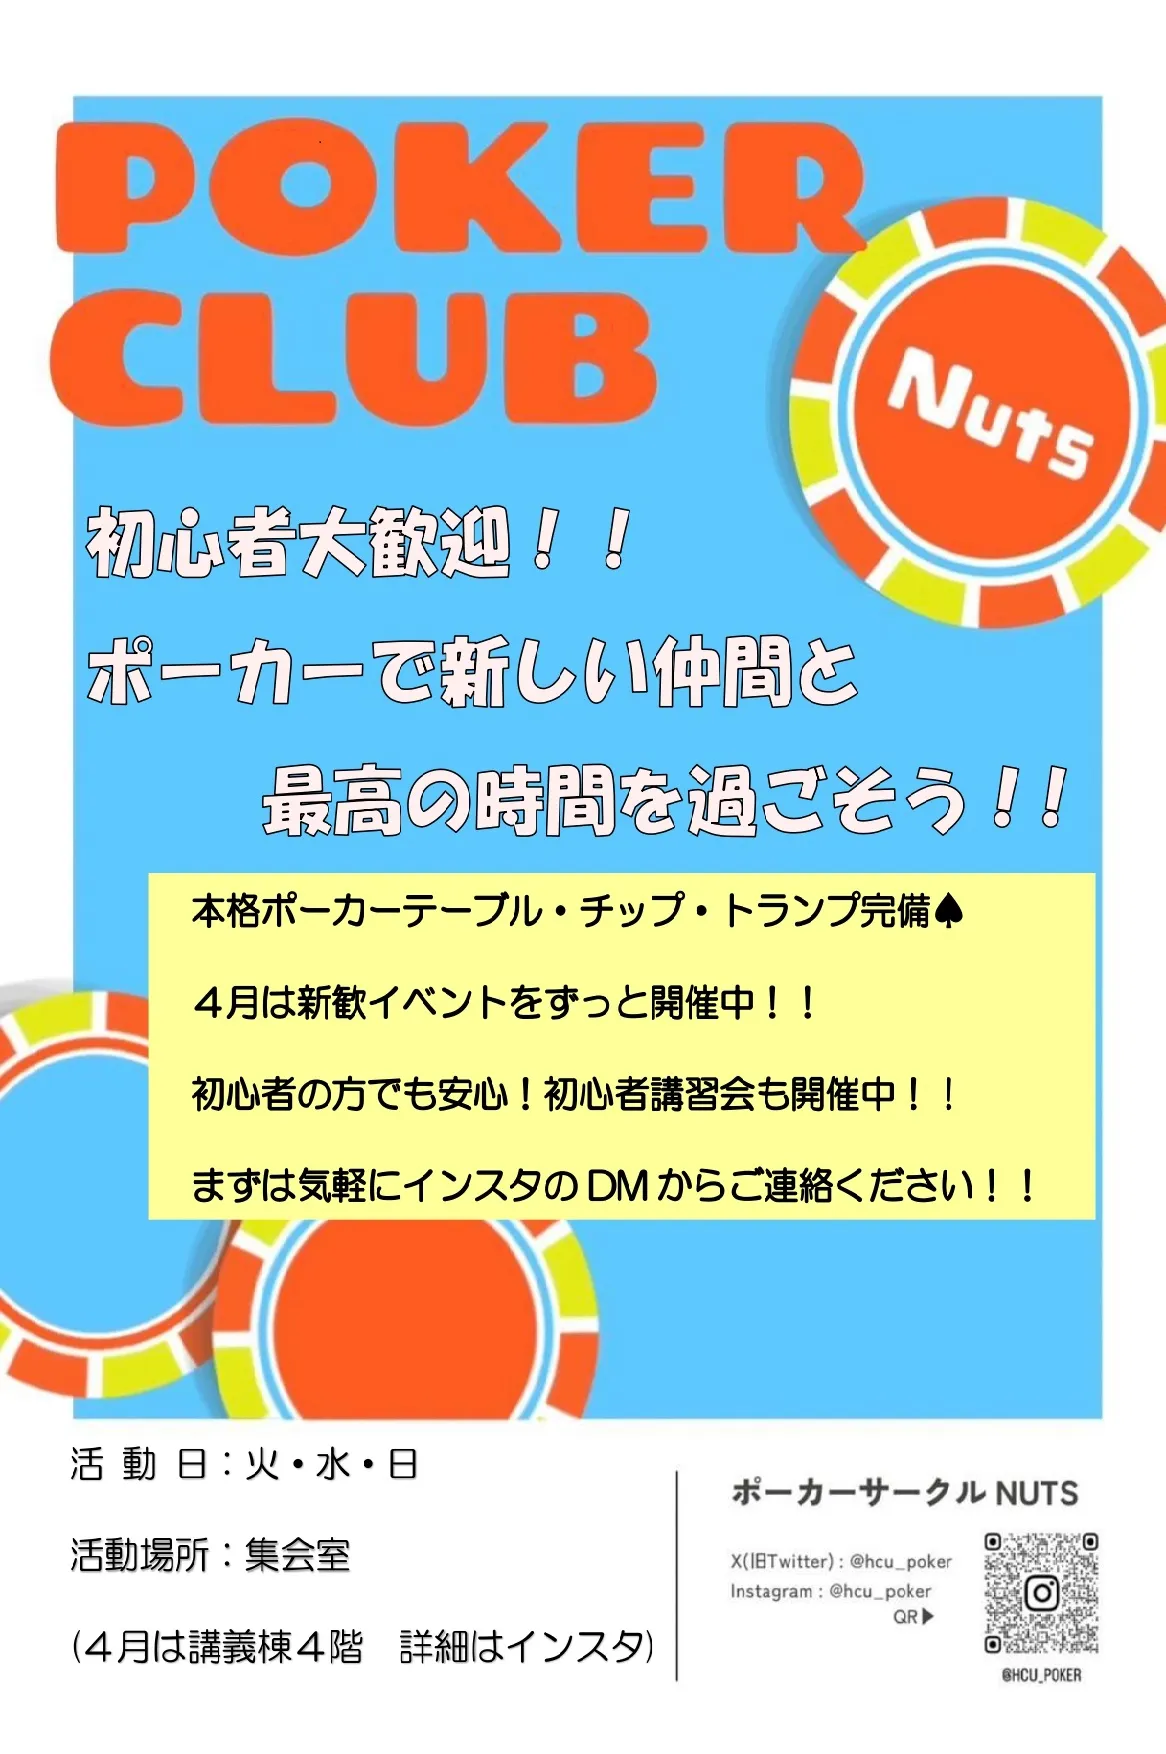 POKER
CLUB
Nuts
初心者大歓迎！！
ポーカーで新しい仲間と
最高の時間を過ごそう！！
本格ポーカーテーブル・チップ・トランプ完備♠
４月は新歓イベントをずっと開催中！！
初心者の方でも安心！初心者講習会も開催中！！
まずは気軽にインスタの DM からご連絡ください！！
活 動 日：火・水・日
活動場所：集会室
(４月は講義棟４階　詳細はインスタ)
ポーカーサークル NUTS
X(旧Twitter) : @hcu_poker
Instagram : @hcu_poker
QR▶
@HCU_POKER